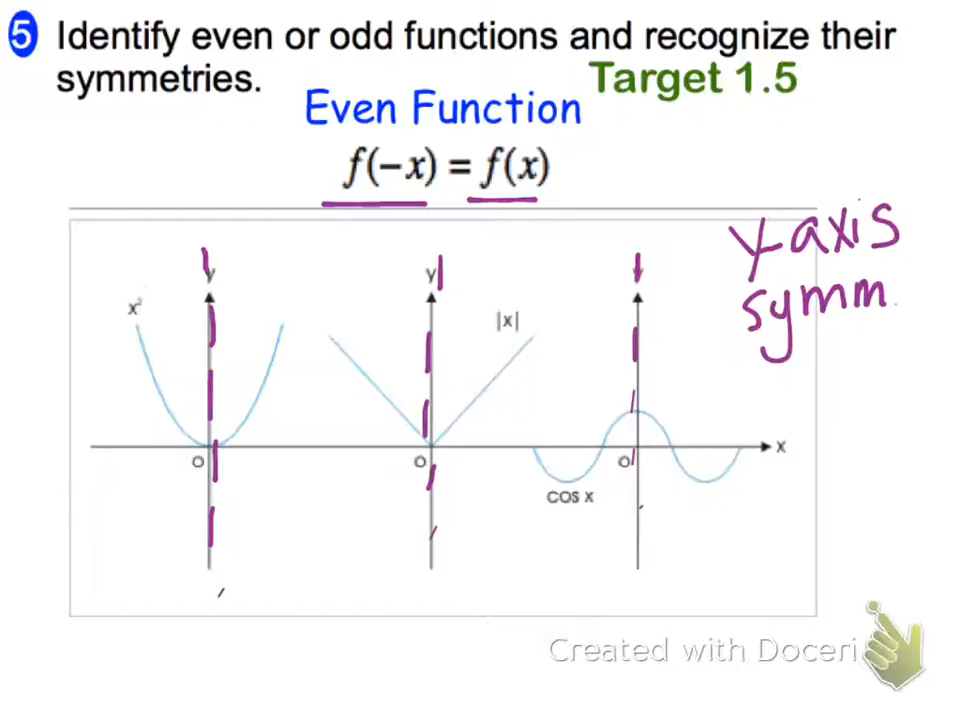 5 Identify even or odd functions and recognize their
symmetries. Target 1.5
Even Function
f(−x) = f(x)
y axis
symm.
y y y
x²
|x|
x
O O O
cos x
Created with Doceri